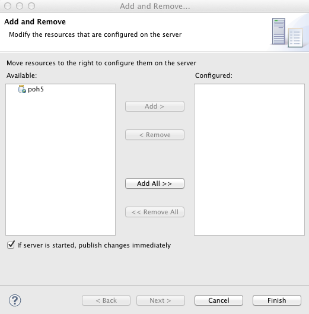 Add and Remove...
Add and Remove
Modify the resources that are configured on the server
Move resources to the right to configure them on the server
Available:
Configured:
poh5
Add >
< Remove
Add All >>
<< Remove All
If server is started, publish changes immediately
?
< Back
Next >
Cancel
Finish